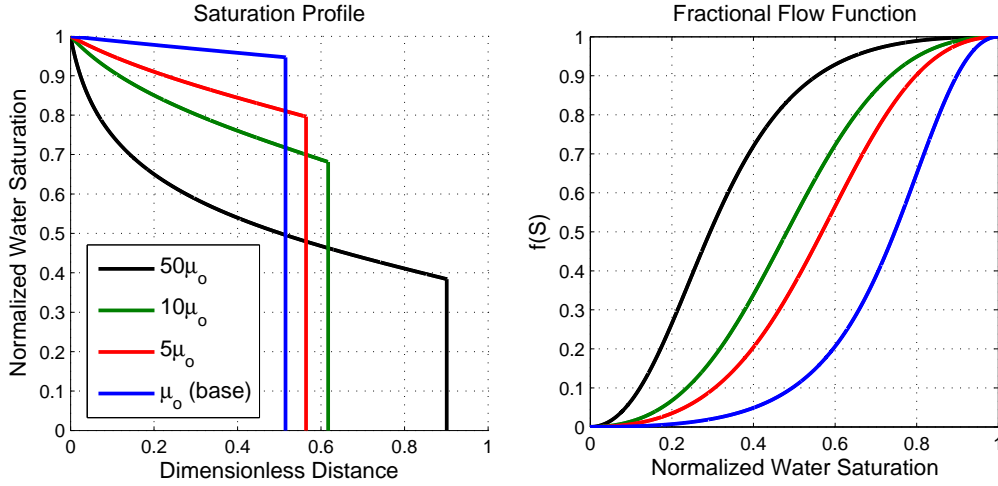 Saturation Profile
Normalized Water Saturation
1
0.9
0.8
0.7
0.6
0.5
0.4
0.3
0.2
0.1
0
50μo
10μo
5μo
μo (base)
0 0.2 0.4 0.6 0.8 1
Dimensionless Distance
Fractional Flow Function
f(S)
1
0.9
0.8
0.7
0.6
0.5
0.4
0.3
0.2
0.1
0
0 0.2 0.4 0.6 0.8 1
Normalized Water Saturation